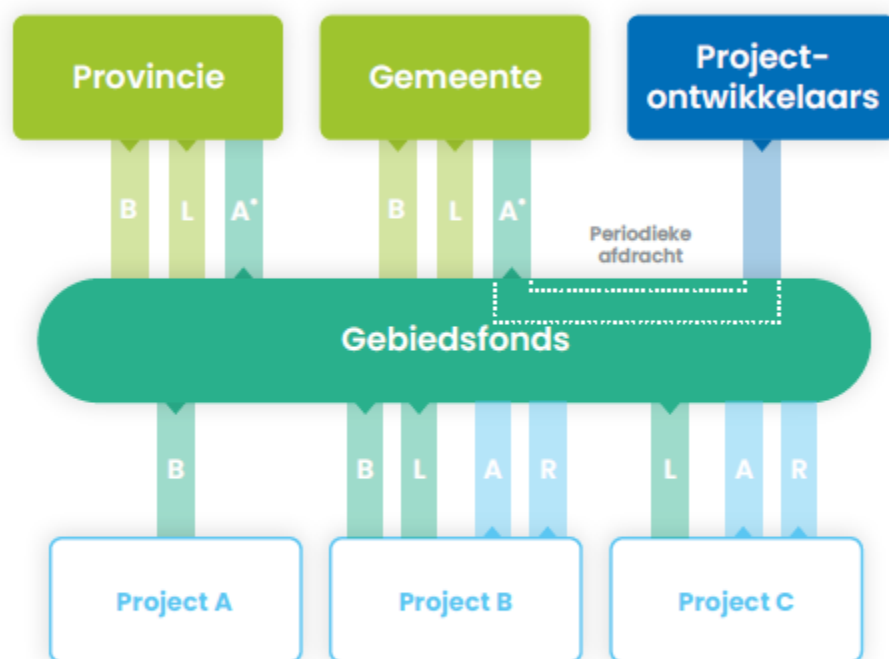 Provincie
Gemeente
Project-
ontwikkelaars
B L A* B L A*
Periodieke
afdracht
Gebiedsfonds
B B L A R L A R
Project A
Project B
Project C